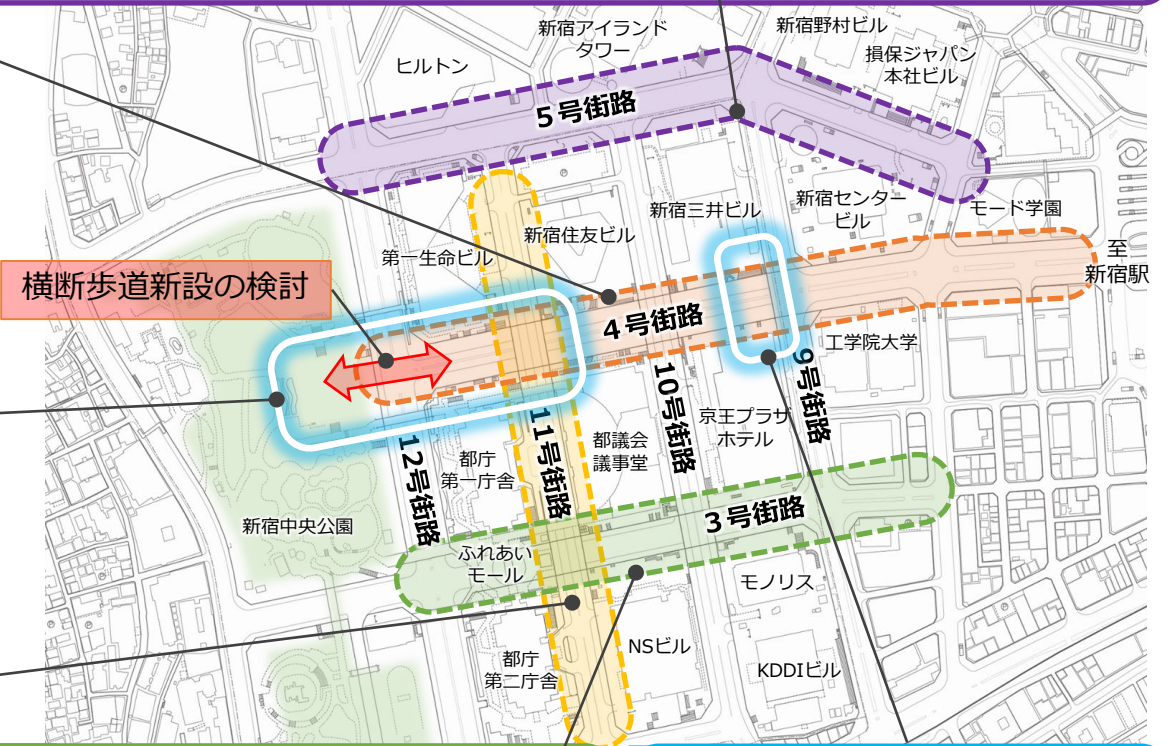 新宿アイランド
タワー
新宿野村ビル
損保ジャパン
本社ビル
ヒルトン
５号街路
新宿三井ビル
新宿センター
ビル
モード学園
新宿住友ビル
第一生命ビル
至
新宿駅
横断歩道新設の検討
４号街路
工学院大学
9号街路
10号街路
京王プラザ
ホテル
11号街路
都議会
議事堂
12号街路
都庁
第一庁舎
３号街路
新宿中央公園
ふれあい
モール
モノリス
NSビル
都庁
第二庁舎
KDDIビル